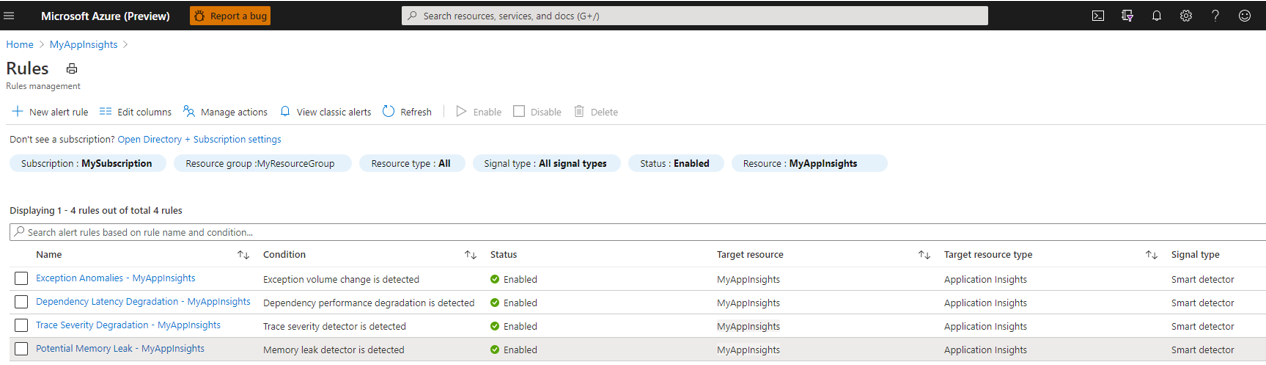 Microsoft Azure (Preview) Report a bug Search resources, services, and docs (G+/)
Home > MyAppInsights >
Rules
Rules management
New alert rule Edit columns Manage actions View classic alerts Refresh Enable Disable Delete
Don't see a subscription? Open Directory + Subscription settings
Subscription : MySubscription Resource group :MyResourceGroup Resource type : All Signal type : All signal types Status : Enabled Resource : MyAppInsights
Displaying 1 - 4 rules out of total 4 rules
Search alert rules based on rule name and condition...
Name Condition Status Target resource Target resource type Signal type
Exception Anomalies - MyAppInsights Exception volume change is detected Enabled MyAppInsights Application Insights Smart detector
Dependency Latency Degradation - MyAppInsights Dependency performance degradation is detected Enabled MyAppInsights Application Insights Smart detector
Trace Severity Degradation - MyAppInsights Trace severity detector is detected Enabled MyAppInsights Application Insights Smart detector
Potential Memory Leak - MyAppInsights Memory leak detector is detected Enabled MyAppInsights Application Insights Smart detector